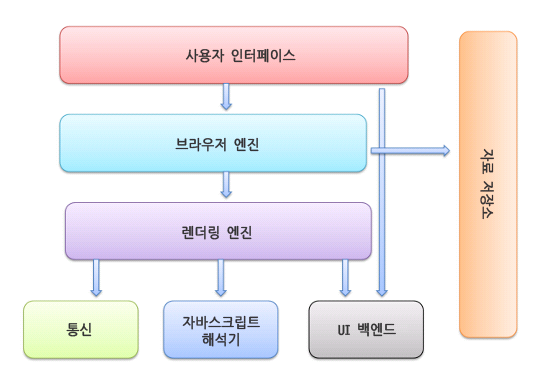 사용자 인터페이스
브라우저 엔진
자료 저장소
렌더링 엔진
통신
자바스크립트
해석기
UI 백엔드